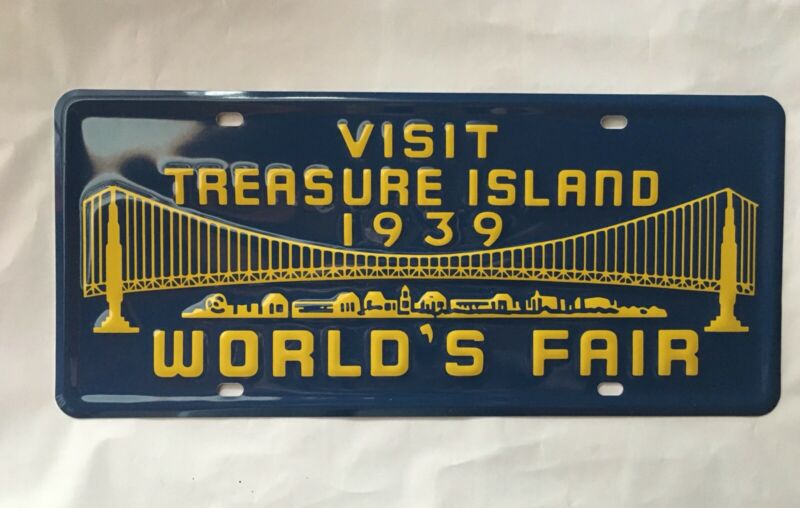 VISIT
TREASURE ISLAND
1939
WORLD'S FAIR